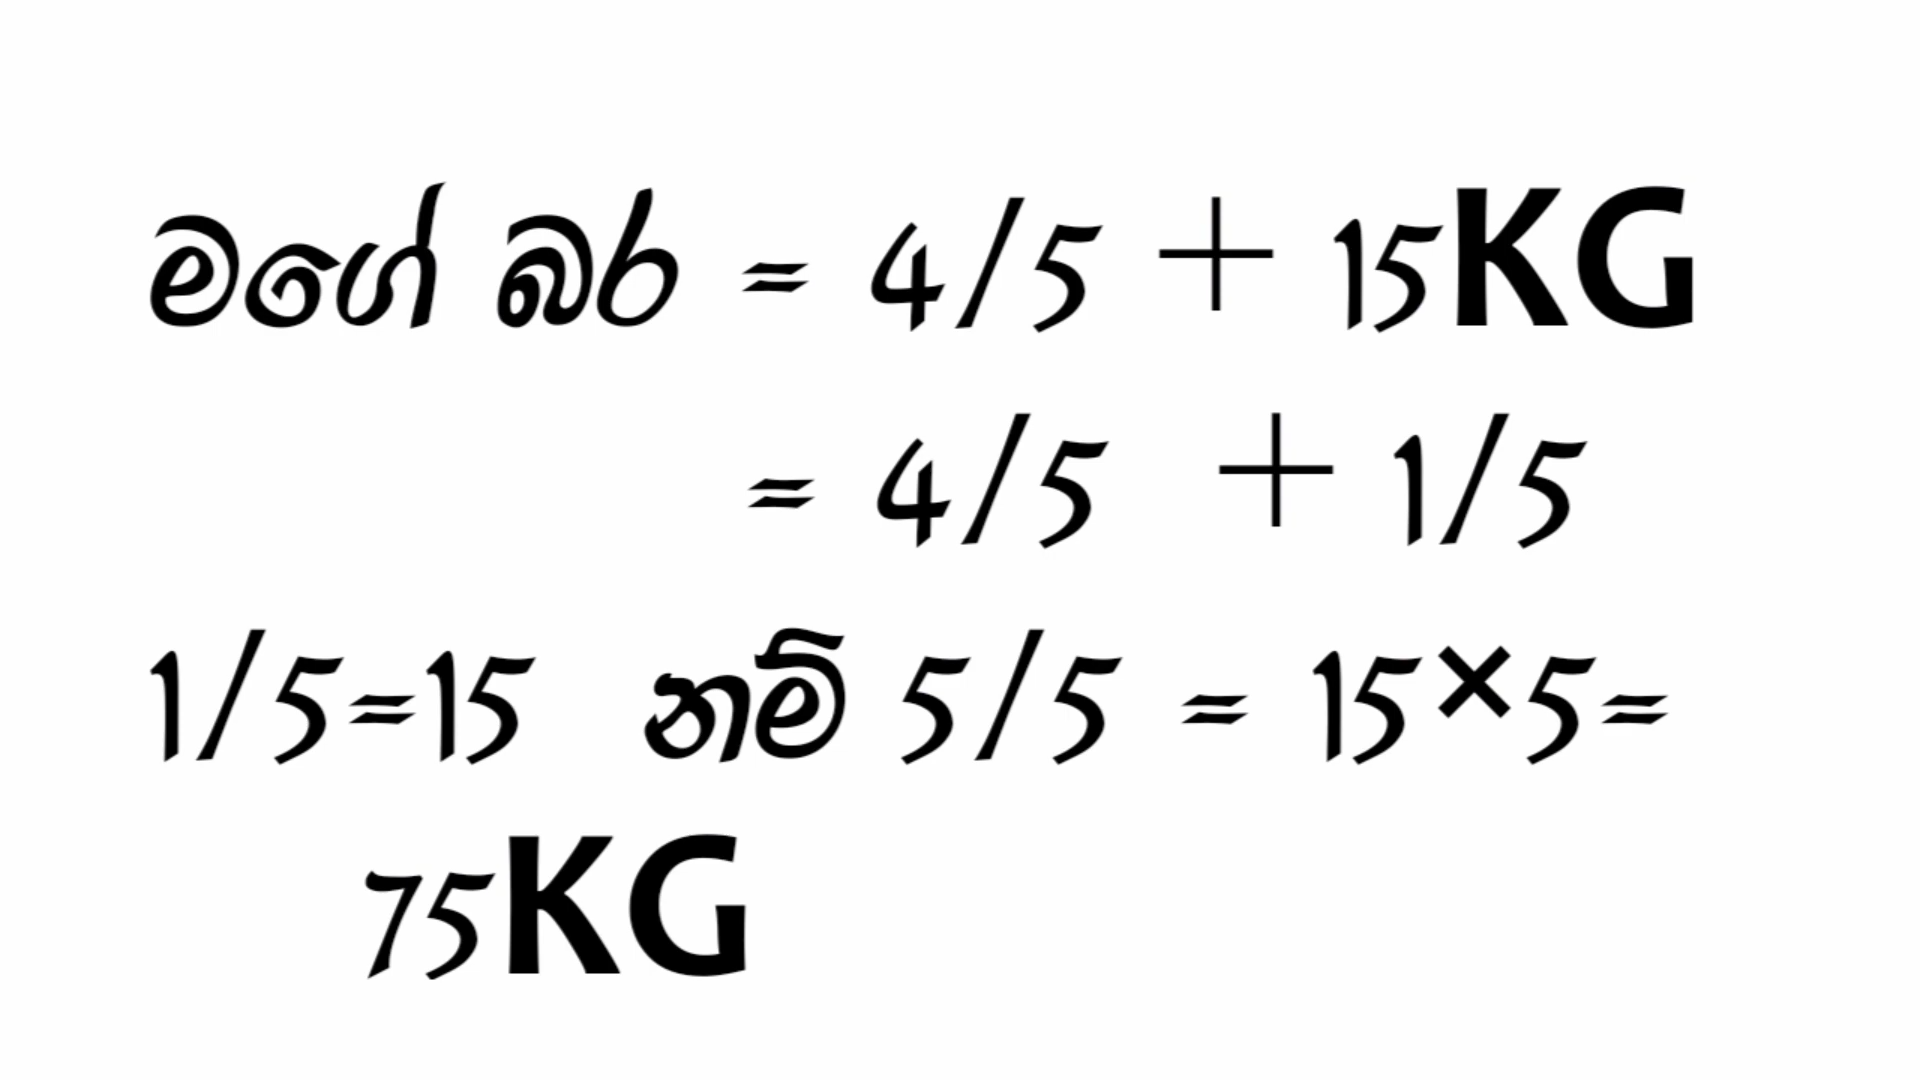 මගේ බර = 4/5 + 15KG
= 4/5 + 1/5
1/5=15 නම් 5/5 = 15×5=
75KG